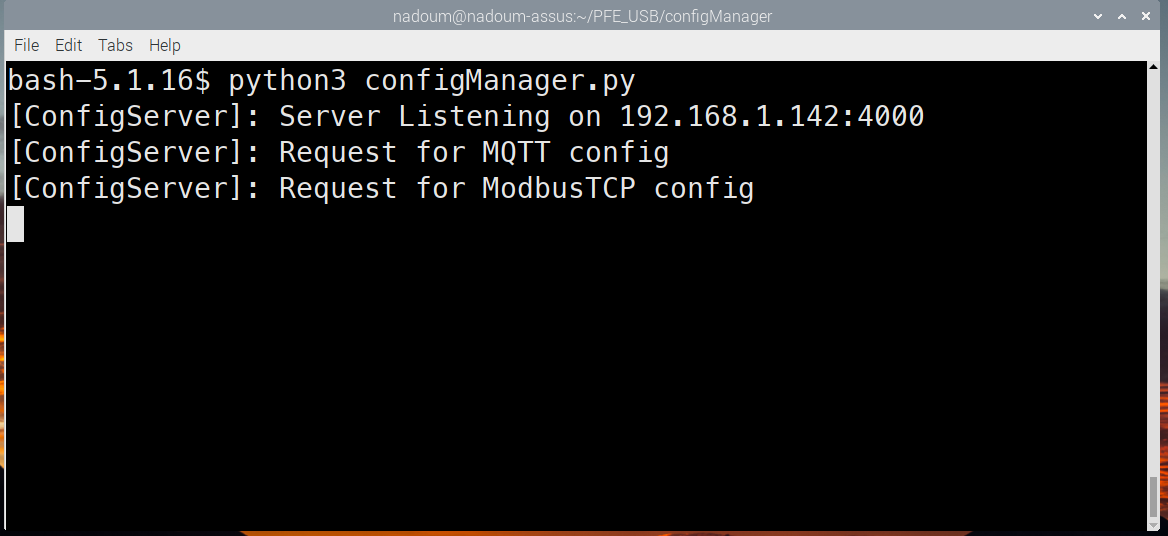 nadoum@nadoum-assus:~/PFE_USB/configManager
File Edit Tabs Help
bash-5.1.16$ python3 configManager.py
[ConfigServer]: Server Listening on 192.168.1.142:4000
[ConfigServer]: Request for MQTT config
[ConfigServer]: Request for ModbusTCP config